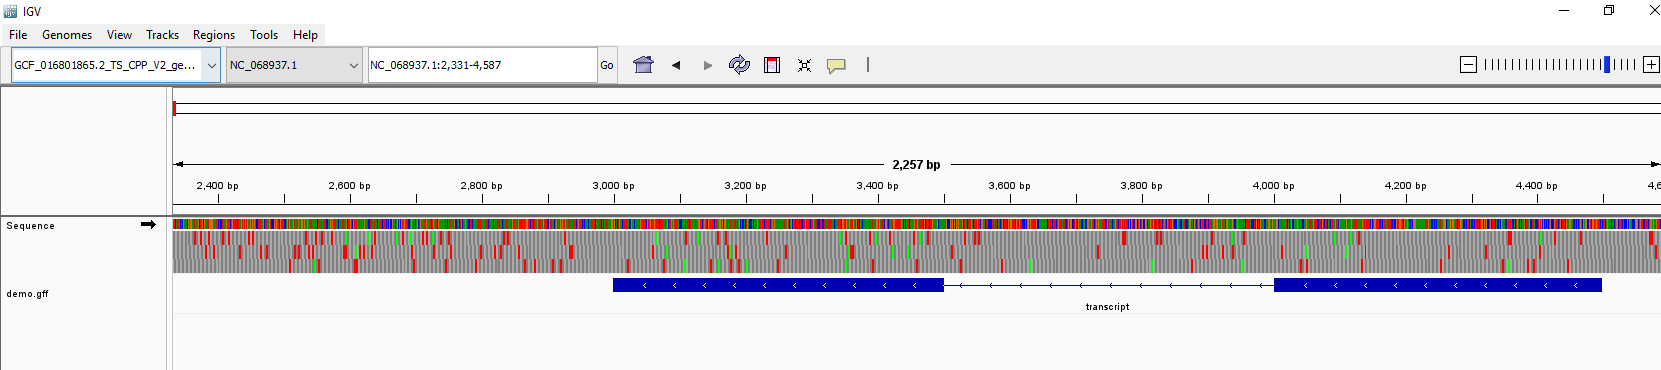 IGV
File Genomes View Tracks Regions Tools Help
GCF_016801865.2_TS_CPP_V2_ge... NC_068937.1 NC_068937.1:2,331-4,587 Go
2,257 bp
2,400 bp 2,600 bp 2,800 bp 3,000 bp 3,200 bp 3,400 bp 3,600 bp 3,800 bp 4,000 bp 4,200 bp 4,400 bp 4,6
Sequence
demo.gff
transcript